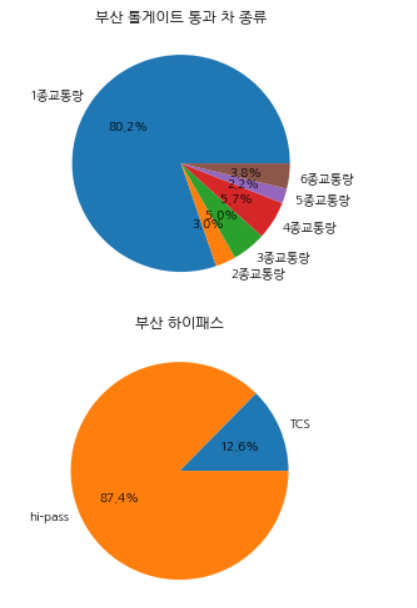 부산 톨게이트 통과 차 종류
1종교통량
80.2%
3.8%
6종교통량
2.2%
5종교통량
5.7%
4종교통량
5.0%
3종교통량
3.0%
2종교통량
부산 하이패스
TCS
12.6%
87.4%
hi-pass